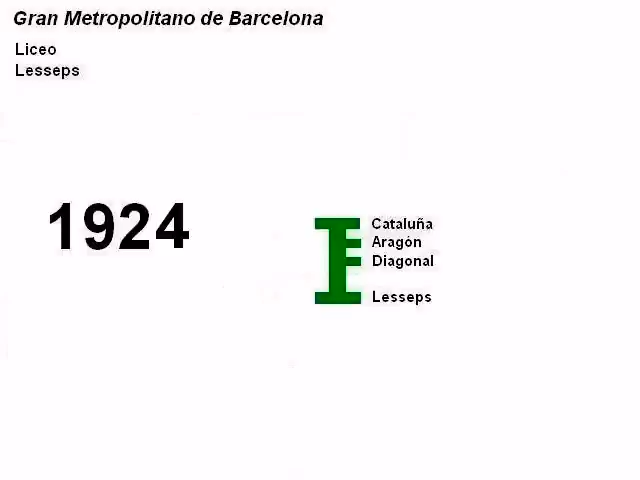 Gran Metropolitano de Barcelona
Liceo
Lesseps
1924
Cataluña
Aragón
Diagonal
Lesseps